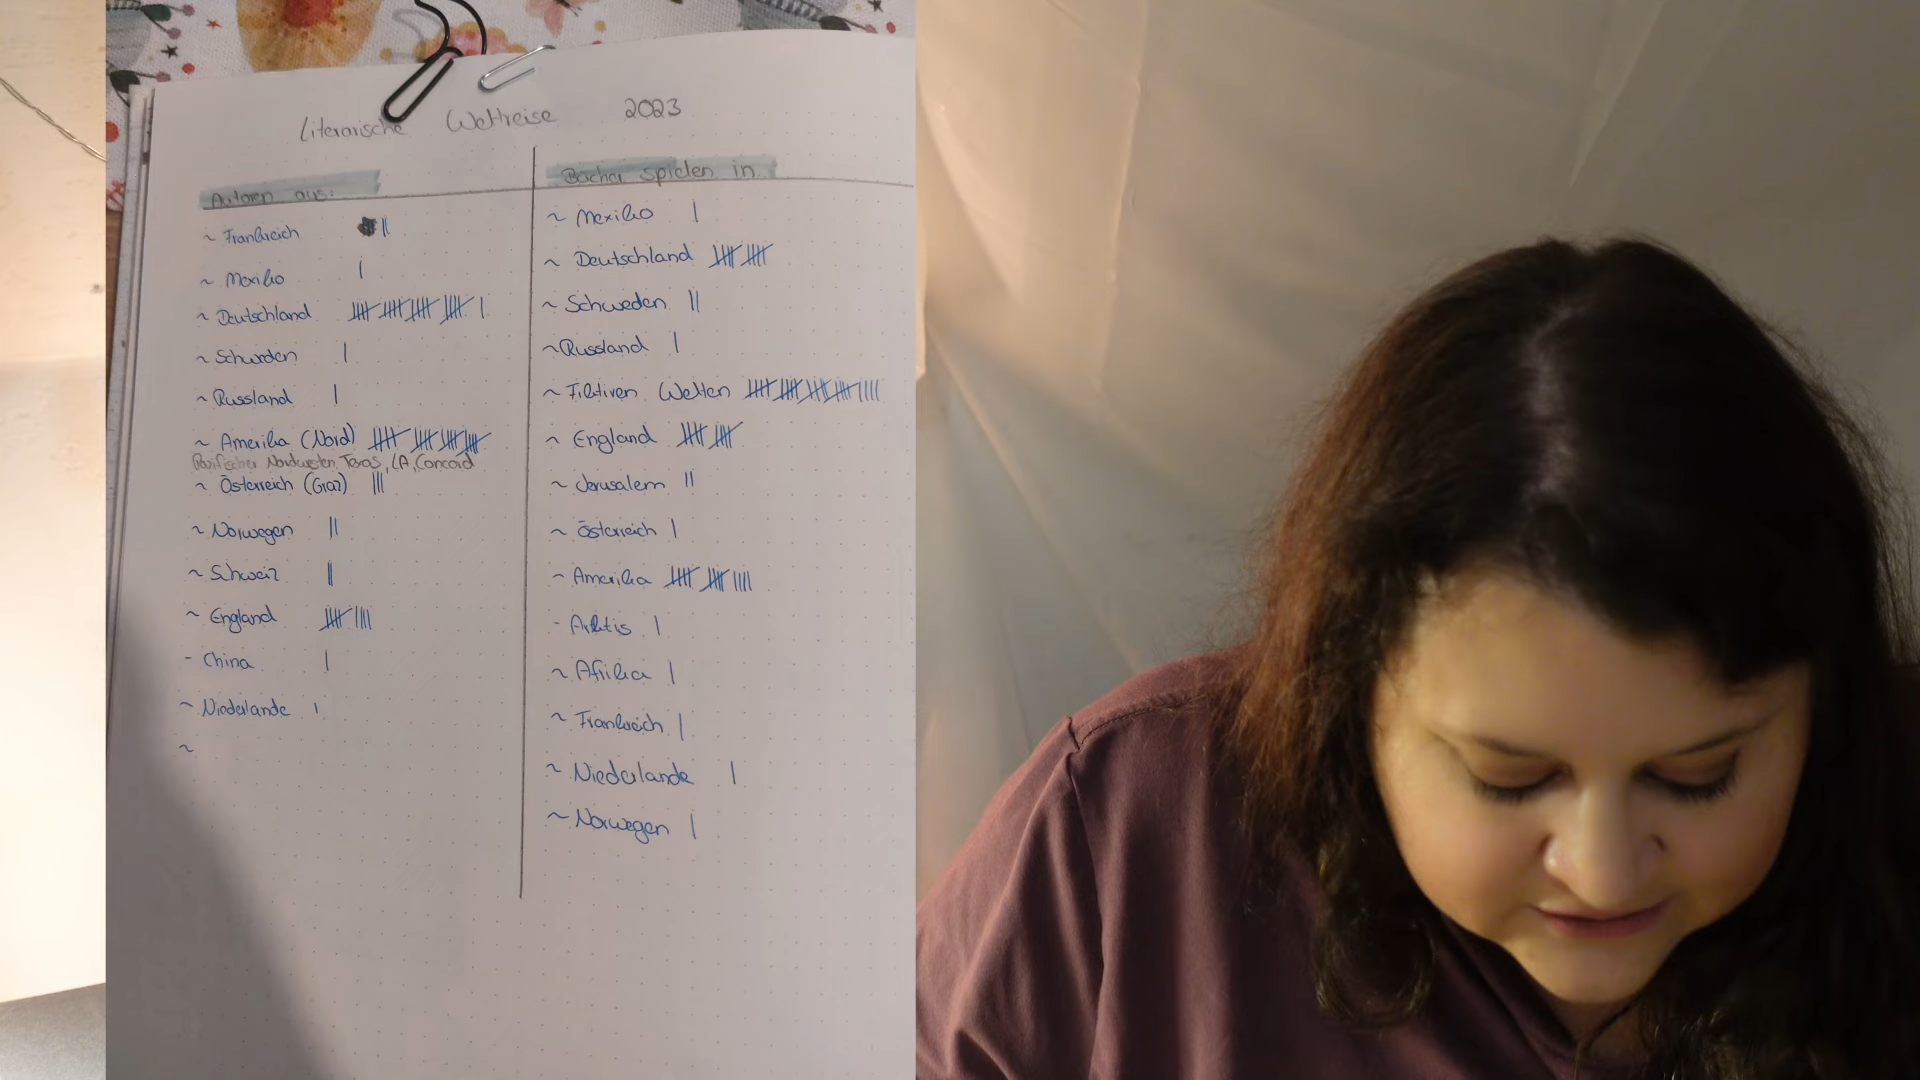 Literarische Weltreise 2023
Autoren aus:
~ Frankreich ||
~ Mexiko |
~ Deutschland |||| |||| |||| |||| |
~ Schweden |
~ Russland |
~ Amerika (Nord) |||| |||| |||| ||||
Pazifischer Nordwesten, Texas, LA, Concord
~ Österreich (Graz) |||
~ Norwegen ||
~ Schweiz ||
~ England |||| ||||
- China |
~ Niederlande |
~
Bücher spielen in
~ Mexiko |
~ Deutschland |||| ||||
~ Schweden ||
~ Russland |
~ Fiktiven Welten |||| |||| |||| |||| ||||
~ England |||| ||||
~ Jerusalem ||
~ Österreich |
~ Amerika |||| |||| ||||
- Arktis |
~ Afrika |
~ Frankreich |
~ Niederlande |
~ Norwegen |